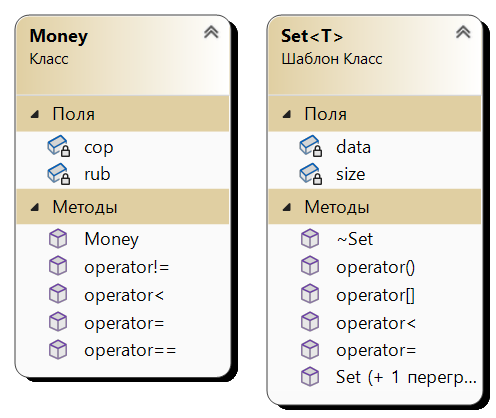 Money
Класс
Поля
cop
rub
Методы
Money
operator!=
operator<
operator=
operator==
Set<T>
Шаблон Класс
Поля
data
size
Методы
~Set
operator()
operator[]
operator<
operator=
Set (+ 1 перегр...